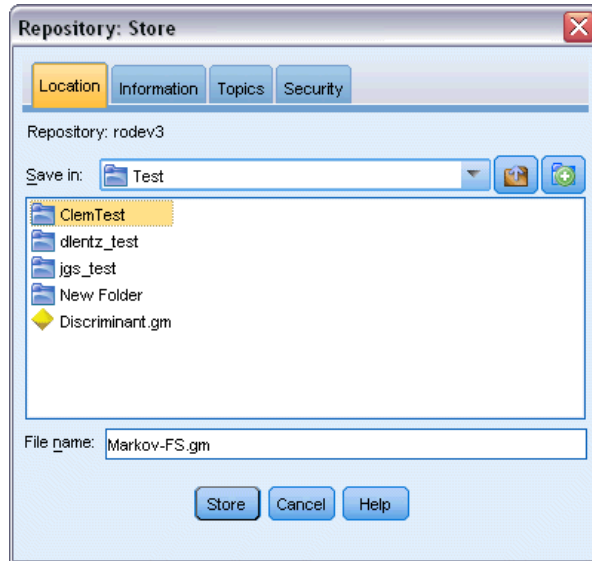 Repository: Store
Location Information Topics Security
Repository: rodev3
Save in: Test
ClemTest
dlentz_test
jgs_test
New Folder
Discriminant.gm
File name: Markov-FS.gm
Store Cancel Help